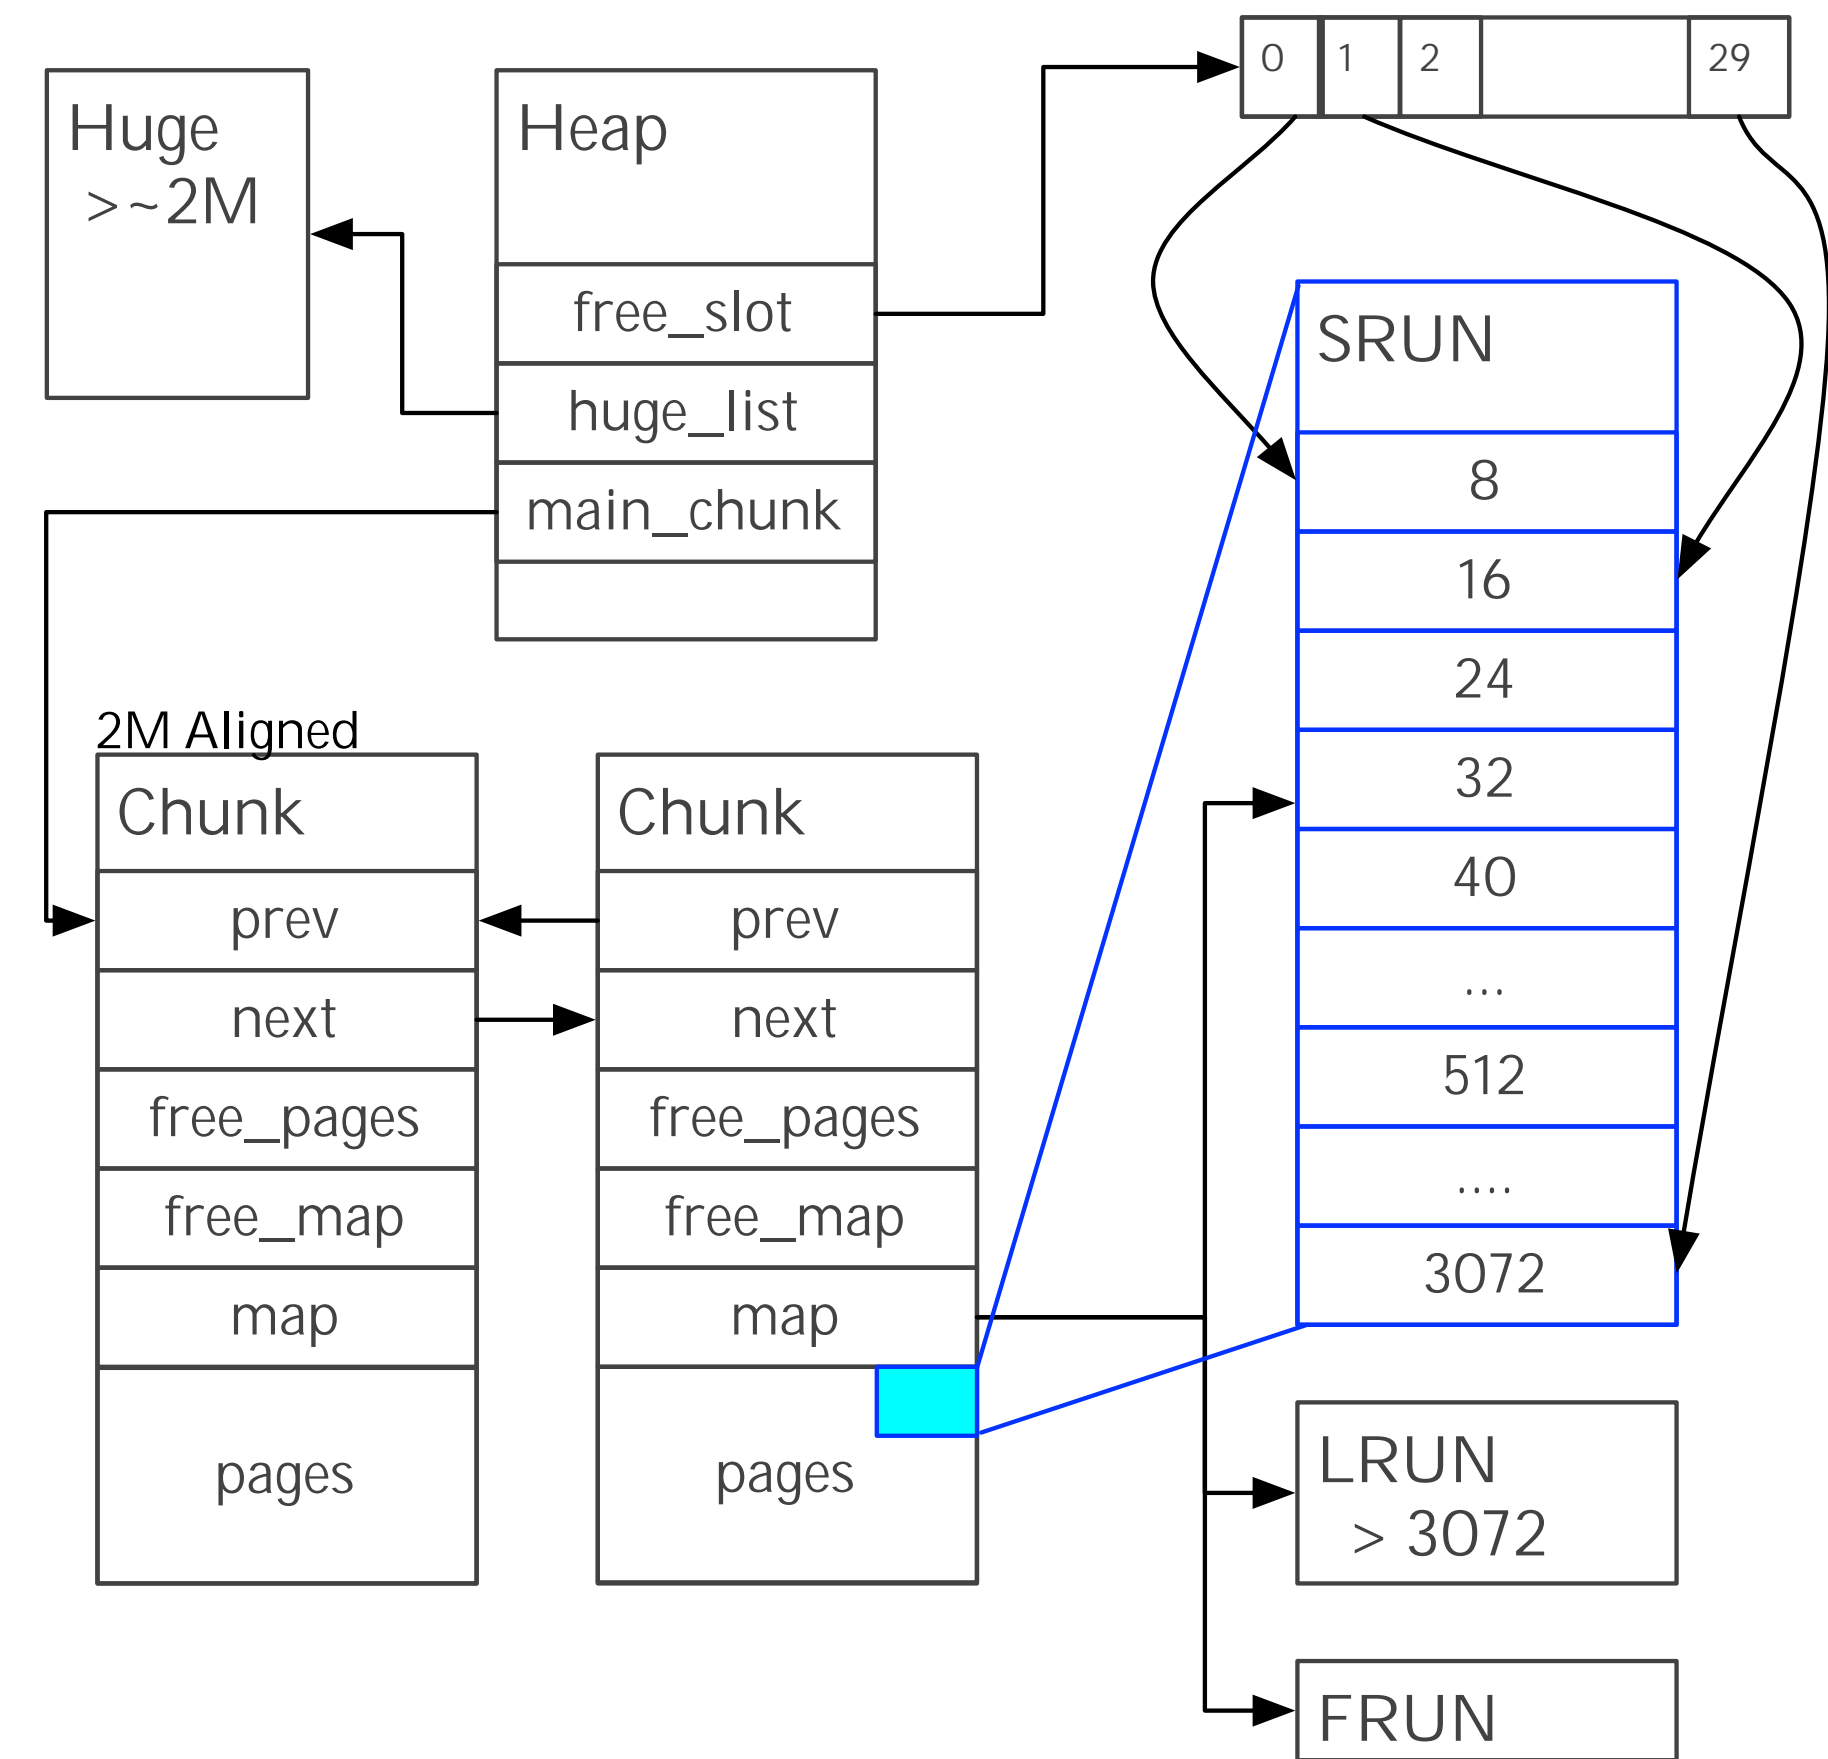 Huge
>~2M
Heap
free_slot
huge_list
main_chunk
0 1 2 29
SRUN
8
16
24
32
40
...
512
....
3072
2M Aligned
Chunk
prev
next
free_pages
free_map
map
pages
Chunk
prev
next
free_pages
free_map
map
pages
LRUN
> 3072
FRUN